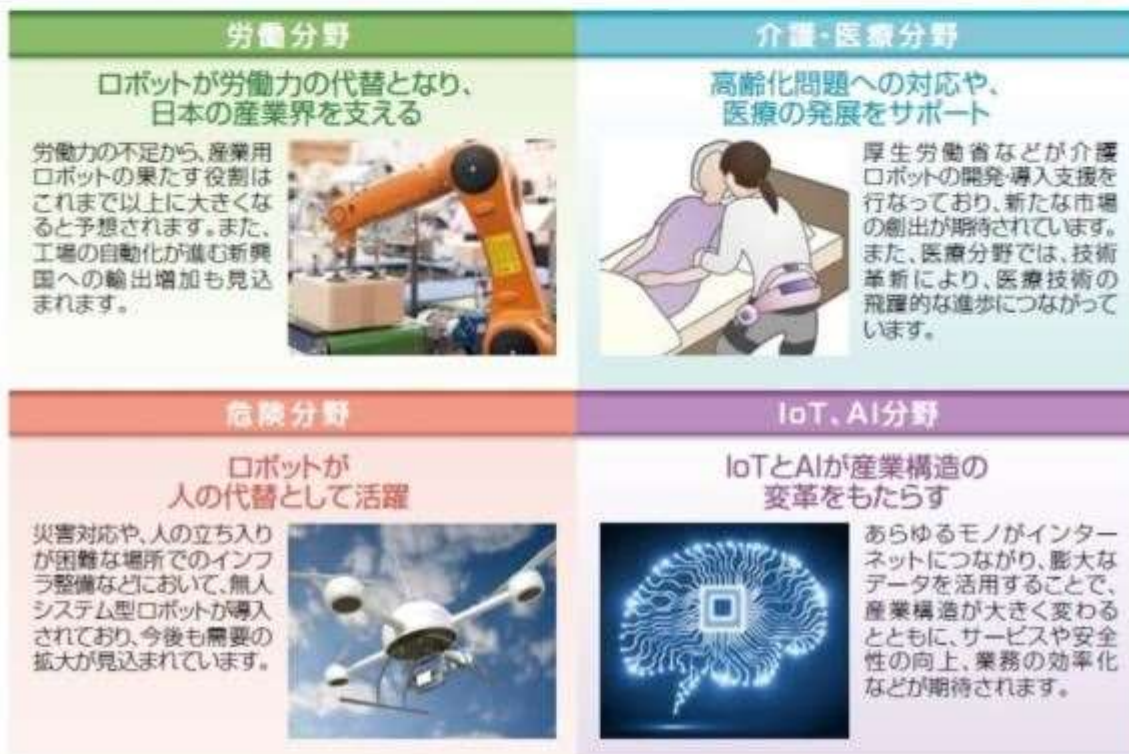 労働分野
ロボットが労働力の代替となり、
日本の産業界を支える
労働力の不足から、産業用
ロボットの果たす役割は
これまで以上に大きくな
ると予想されます。また、
工場の自動化が進む新興
国への輸出増加も見込
まれます。
介護・医療分野
高齢化問題への対応や、
医療の発展をサポート
厚生労働省などが介護
ロボットの開発・導入支援を
行なっており、新たな市場
の創出が期待されています。
また、医療分野では、技術
革新により、医療技術の
飛躍的な進歩につながって
います。
危険分野
ロボットが
人の代替として活躍
災害対応や、人の立ち入り
が困難な場所でのインフ
ラ整備などにおいて、無人
システム型ロボットが導入
されており、今後も需要の
拡大が見込まれています。
IoT、AI分野
IoTとAIが産業構造の
変革をもたらす
あらゆるモノがインター
ネットにつながり、膨大な
データを活用することで、
産業構造が大きく変わる
とともに、サービスや安全
性の向上、業務の効率化
などが期待されます。